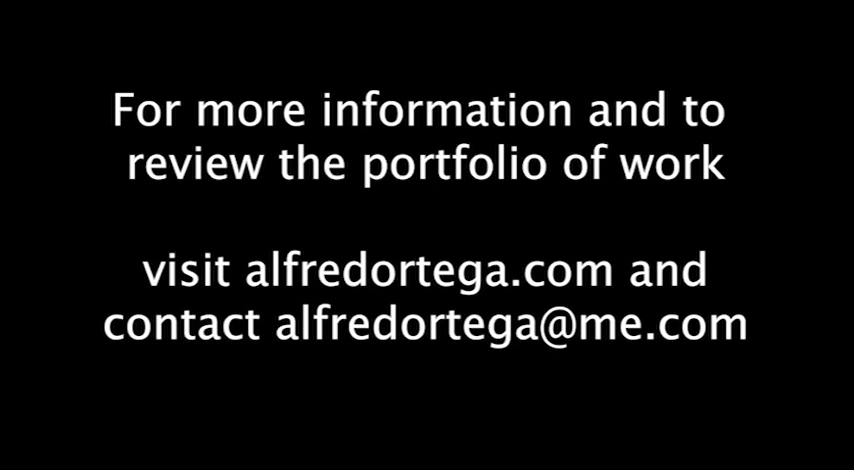 For more information and to
review the portfolio of work
visit alfredortega.com and
contact alfredortega@me.com